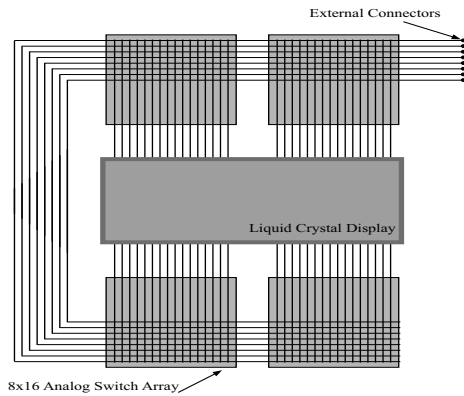 External Connectors
Liquid Crystal Display
8x16 Analog Switch Array